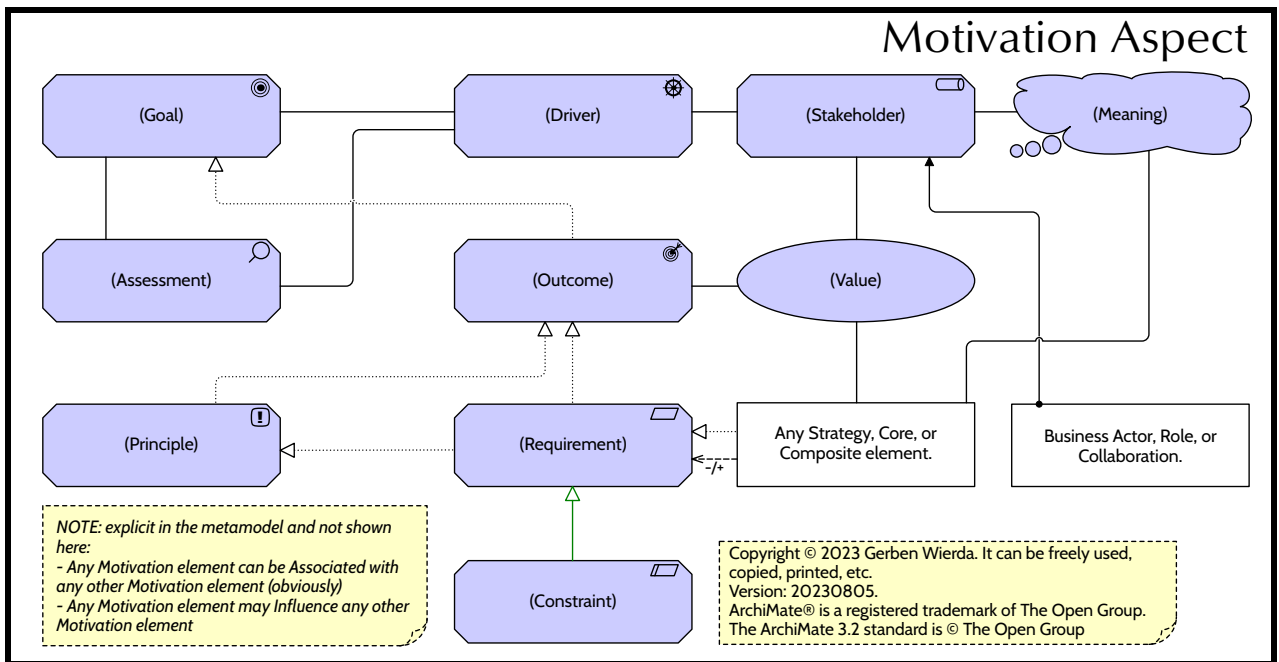 Motivation Aspect
(Goal)
(Driver)
(Stakeholder)
(Meaning)
(Assessment)
(Outcome)
(Value)
(Principle)
(Requirement)
-/+
Any Strategy, Core, or
Composite element.
Business Actor, Role, or
Collaboration.
NOTE: explicit in the metamodel and not shown
here:
- Any Motivation element can be Associated with
any other Motivation element (obviously)
- Any Motivation element may Influence any other
Motivation element
(Constraint)
Copyright © 2023 Gerben Wierda. It can be freely used,
copied, printed, etc.
Version: 20230805.
ArchiMate® is a registered trademark of The Open Group.
The ArchiMate 3.2 standard is © The Open Group